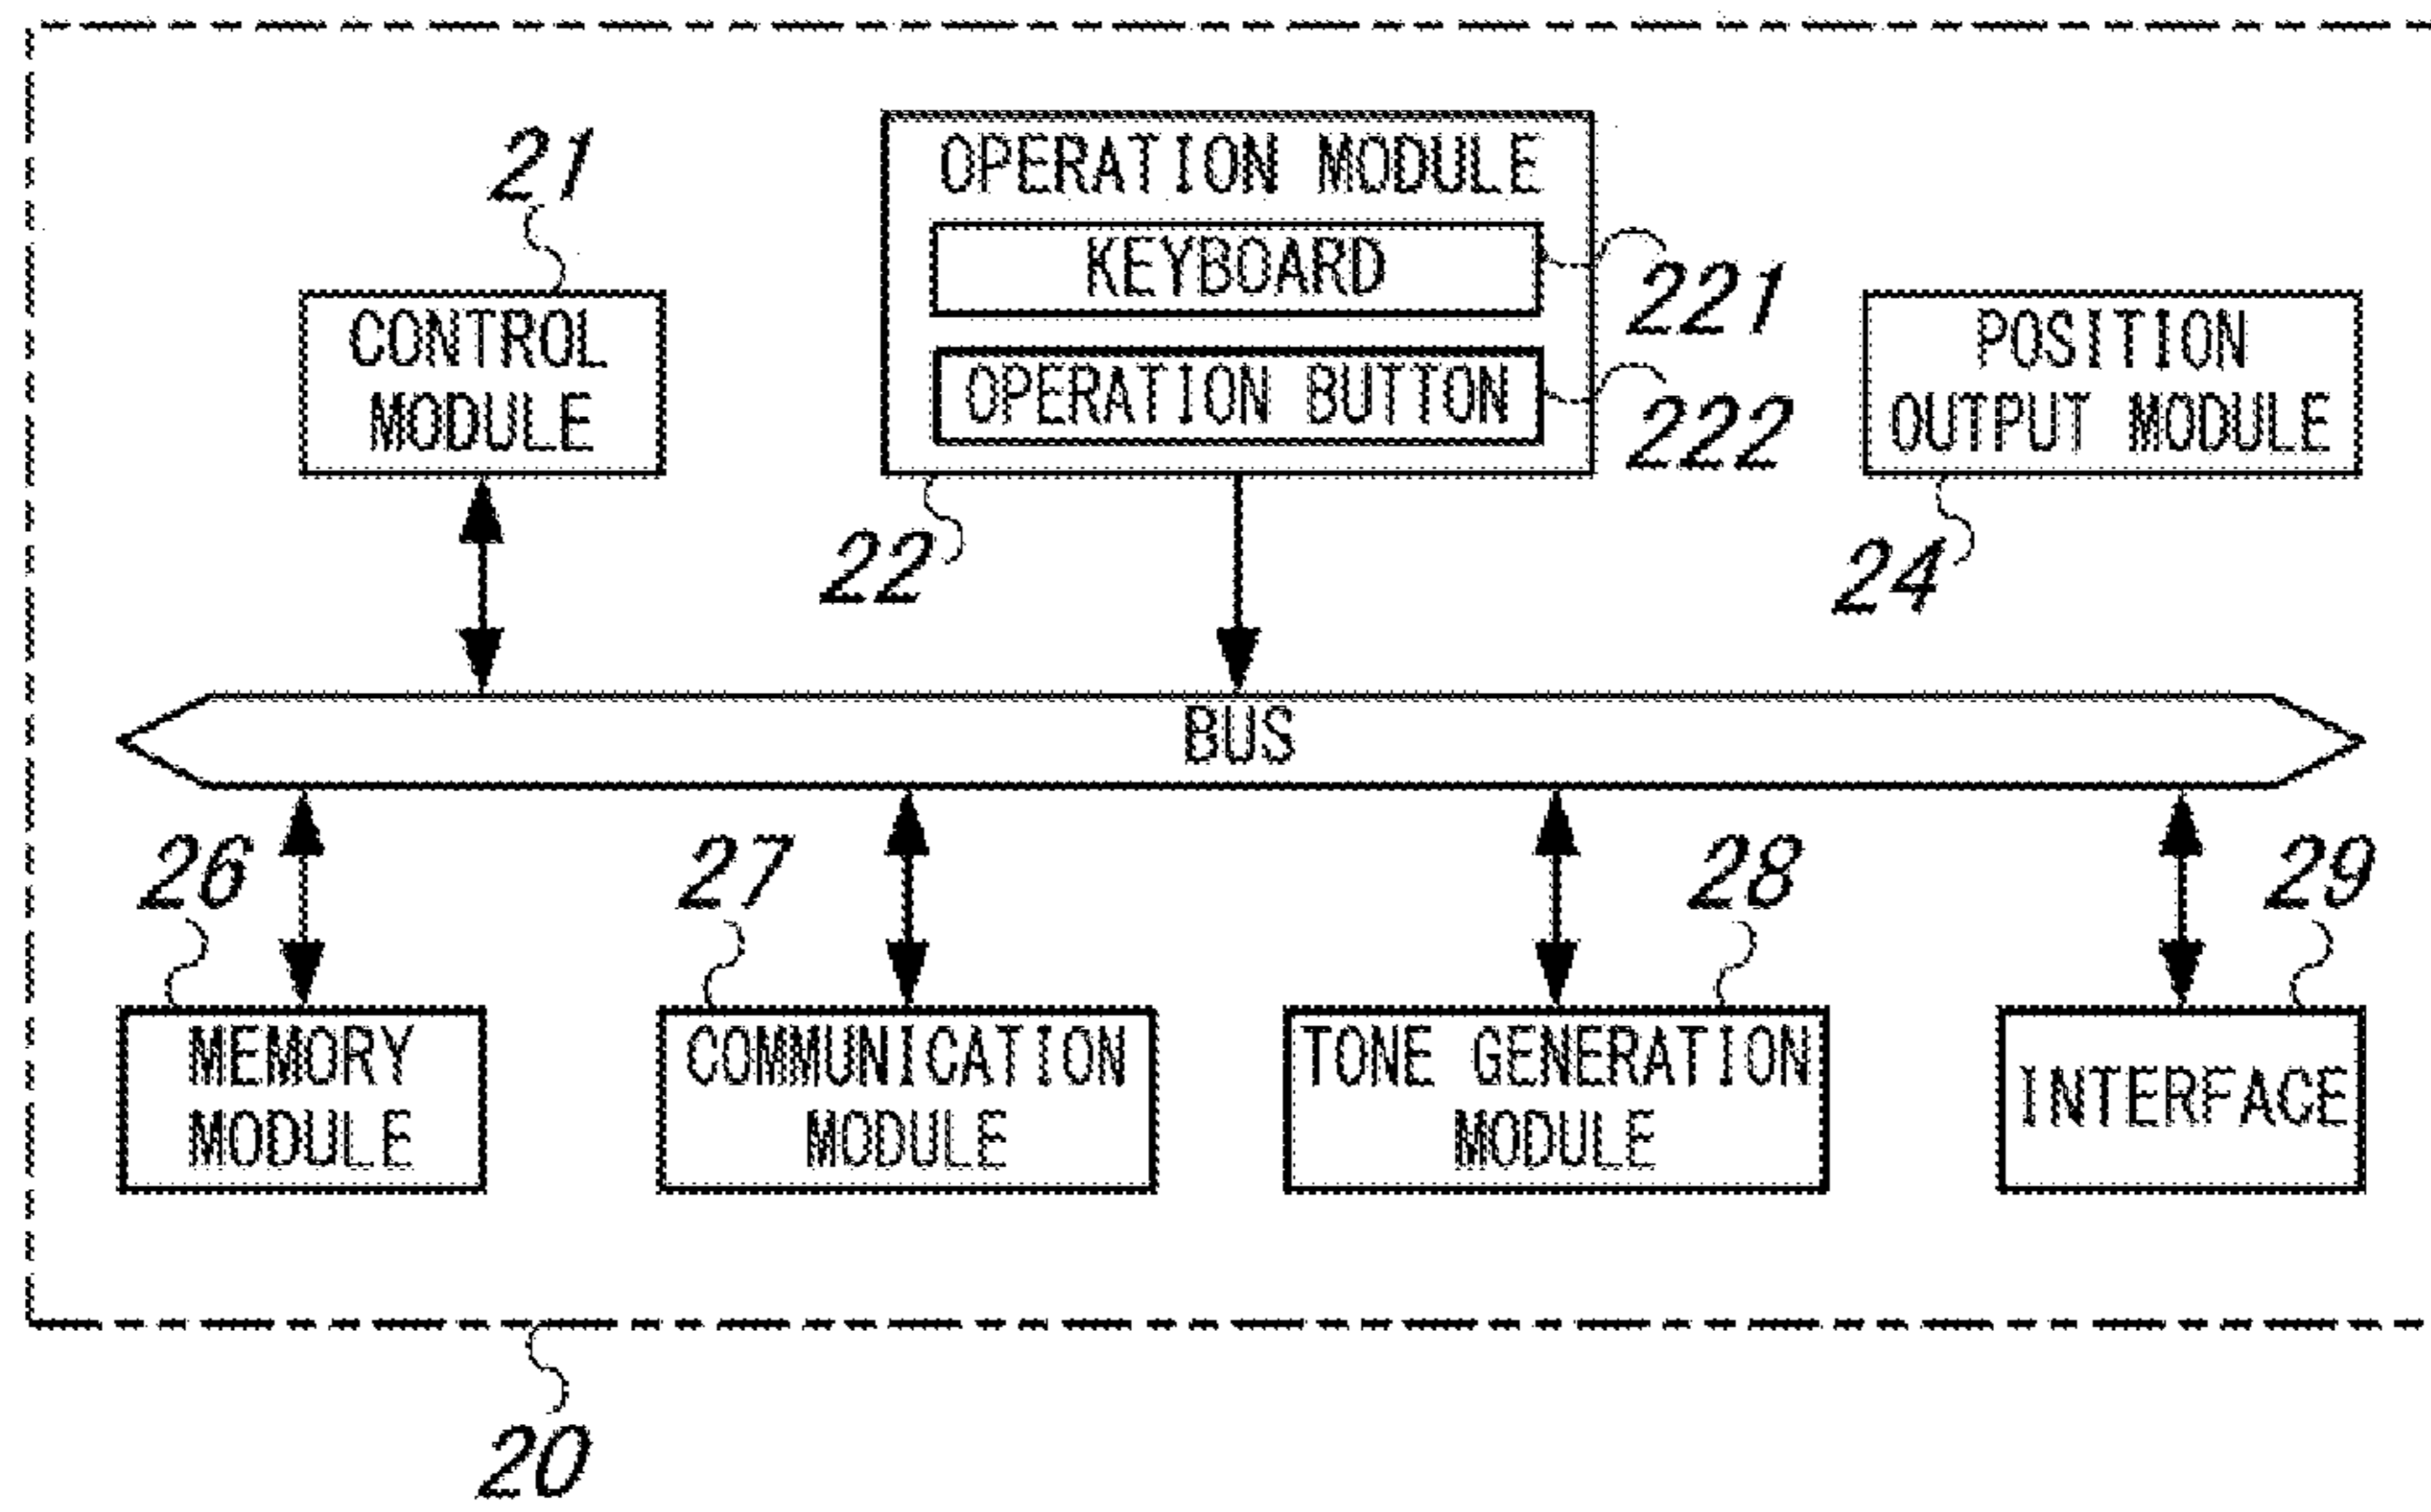 21
OPERATION MODULE
KEYBOARD
221
CONTROL
MODULE
OPERATION BUTTON
222
POSITION
OUTPUT MODULE
22
24
BUS
26
27
28
29
MEMORY
MODULE
COMMUNICATION
MODULE
TONE GENERATION
MODULE
INTERFACE
20